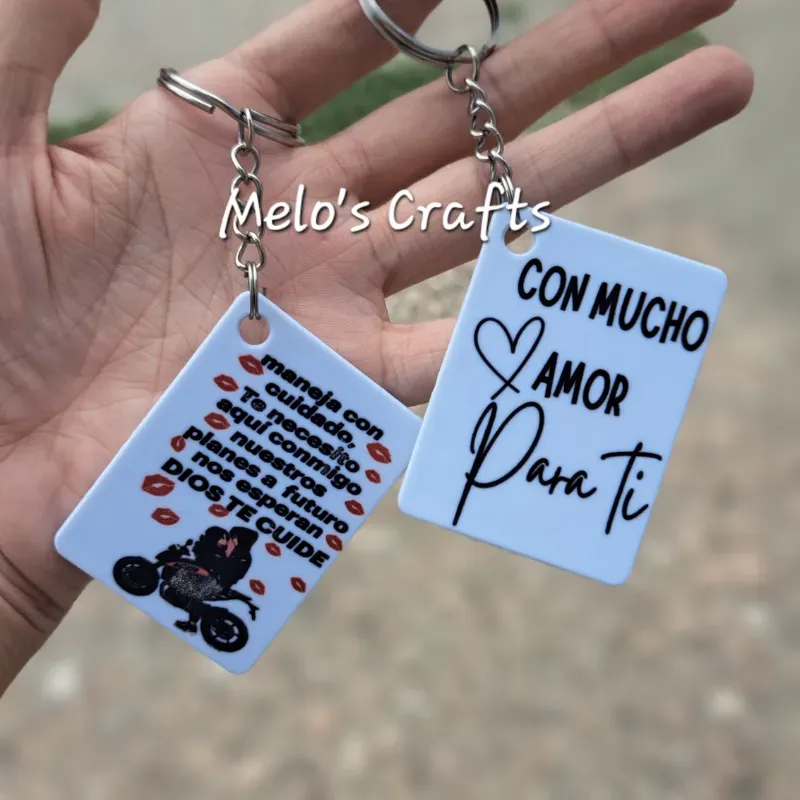 Melo's Crafts
maneja con
cuidado,
Te necesito
aquí conmigo
nuestros
planes a futuro
nos esperan
DIOS TE CUIDE
CON MUCHO
AMOR
Para Ti